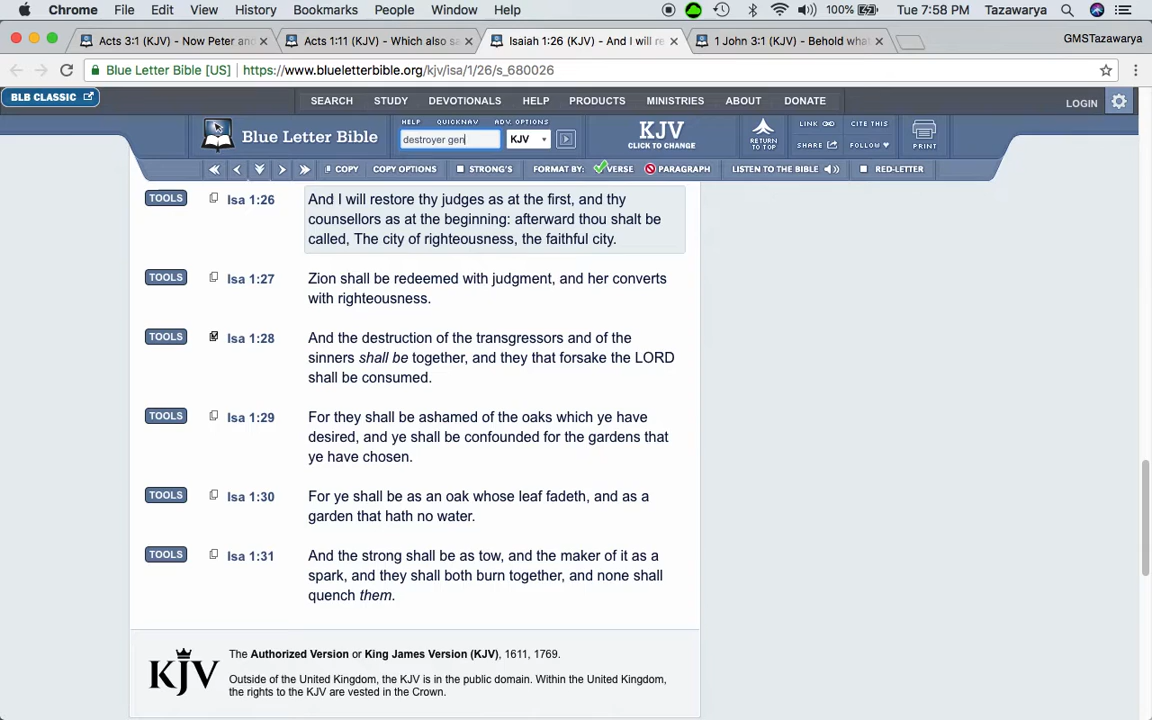 Chrome File Edit View History Bookmarks People Window Help 100% Tue 7:58 PM Tazawarya
Acts 3:1 (KJV) - Now Peter and Acts 1:11 (KJV) - Which also sa Isaiah 1:26 (KJV) - And I will re 1 John 3:1 (KJV) - Behold what GMSTazawarya
Blue Letter Bible [US] https://www.blueletterbible.org/kjv/isa/1/26/s_680026
BLB CLASSIC SEARCH STUDY DEVOTIONALS HELP PRODUCTS MINISTRIES ABOUT DONATE LOGIN
HELP QUICKNAV ADV. OPTIONS
Blue Letter Bible destroyer gen KJV
KJV
CLICK TO CHANGE
RETURN
TO TOP
LINK CITE THIS
SHARE FOLLOW
PRINT
COPY COPY OPTIONS STRONG'S FORMAT BY: VERSE PARAGRAPH LISTEN TO THE BIBLE RED-LETTER
TOOLS Isa 1:26 And I will restore thy judges as at the first, and thy
counsellors as at the beginning: afterward thou shalt be
called, The city of righteousness, the faithful city.
TOOLS Isa 1:27 Zion shall be redeemed with judgment, and her converts
with righteousness.
TOOLS Isa 1:28 And the destruction of the transgressors and of the
sinners shall be together, and they that forsake the LORD
shall be consumed.
TOOLS Isa 1:29 For they shall be ashamed of the oaks which ye have
desired, and ye shall be confounded for the gardens that
ye have chosen.
TOOLS Isa 1:30 For ye shall be as an oak whose leaf fadeth, and as a
garden that hath no water.
TOOLS Isa 1:31 And the strong shall be as tow, and the maker of it as a
spark, and they shall both burn together, and none shall
quench them.
KJV
The Authorized Version or King James Version (KJV), 1611, 1769.
Outside of the United Kingdom, the KJV is in the public domain. Within the United Kingdom,
the rights to the KJV are vested in the Crown.